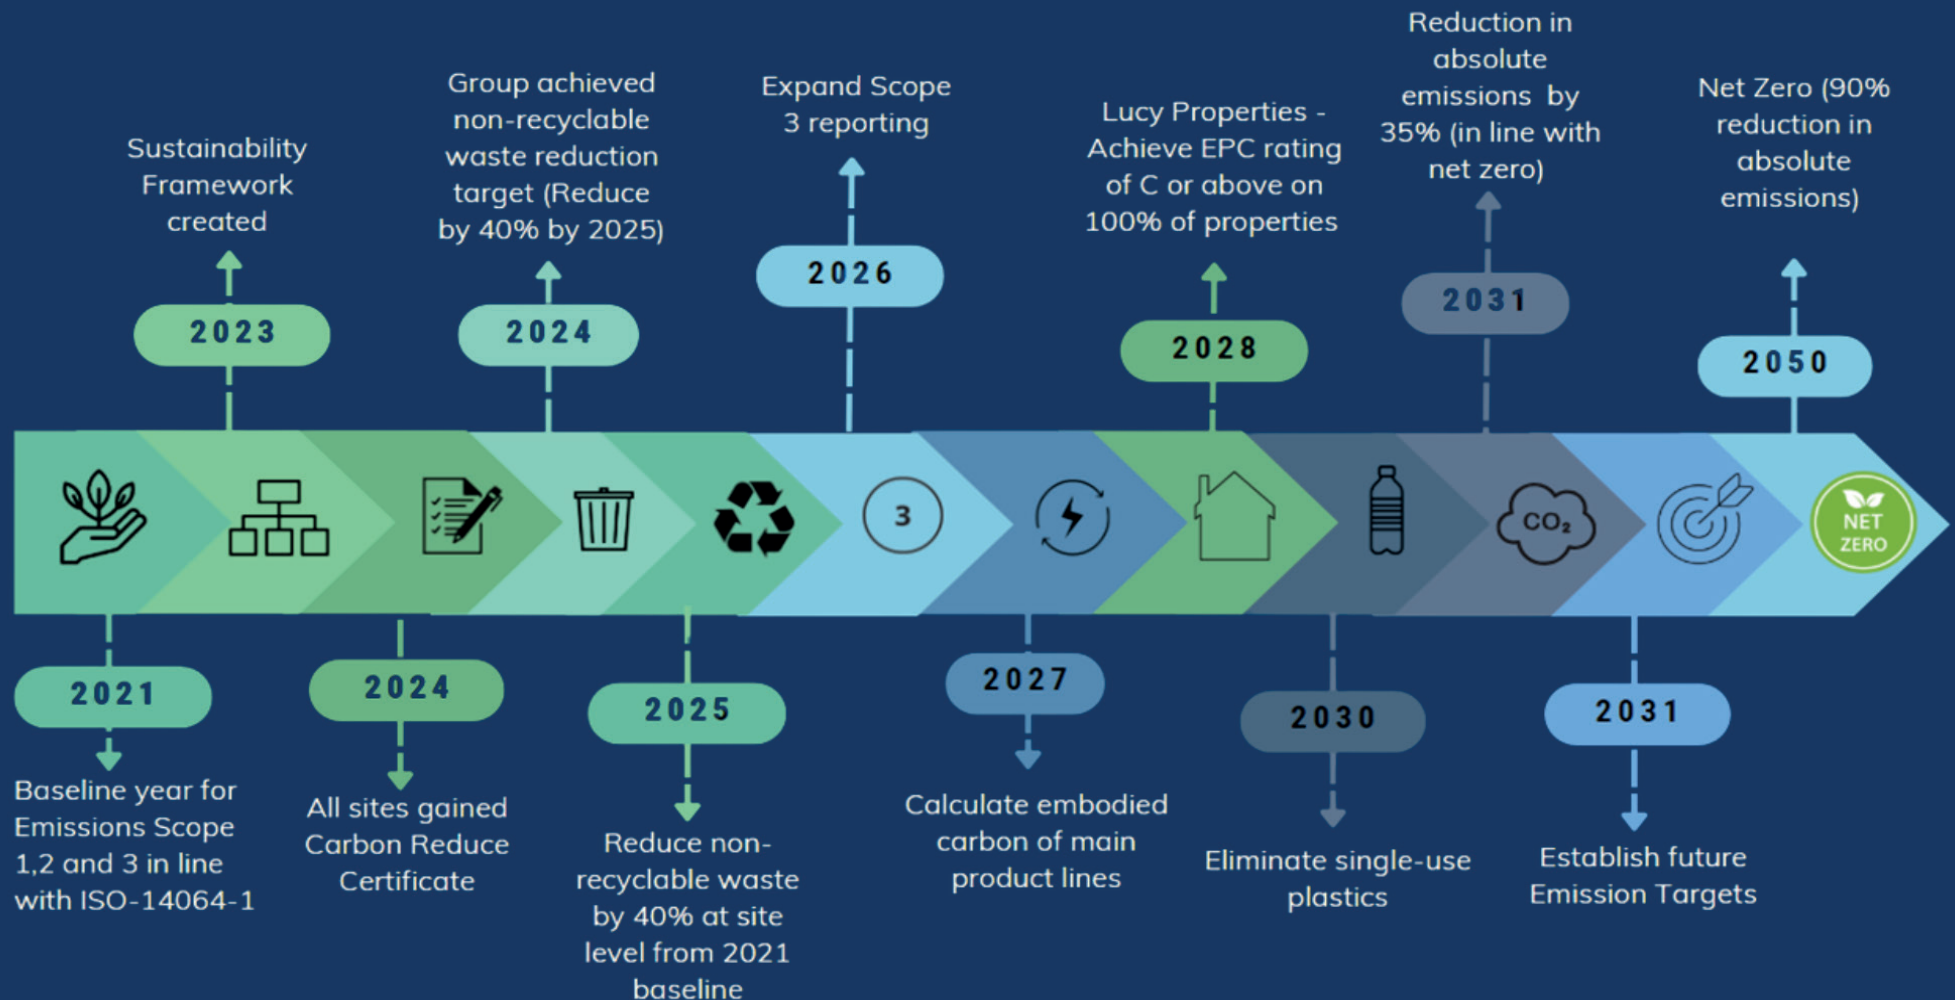 Sustainability
Framework
created
2023
Group achieved
non-recyclable
waste reduction
target (Reduce
by 40% by 2025)
2024
Expand Scope
3 reporting
2026
Lucy Properties -
Achieve EPC rating
of C or above on
100% of properties
2028
Reduction in
absolute
emissions by
35% (in line with
net zero)
2031
Net Zero (90%
reduction in
absolute
emissions)
2050
3
CO₂
NET
ZERO
2021
Baseline year for
Emissions Scope
1,2 and 3 in line
with ISO-14064-1
2024
All sites gained
Carbon Reduce
Certificate
2025
Reduce non-
recyclable waste
by 40% at site
level from 2021
baseline
2027
Calculate embodied
carbon of main
product lines
2030
Eliminate single-use
plastics
2031
Establish future
Emission Targets